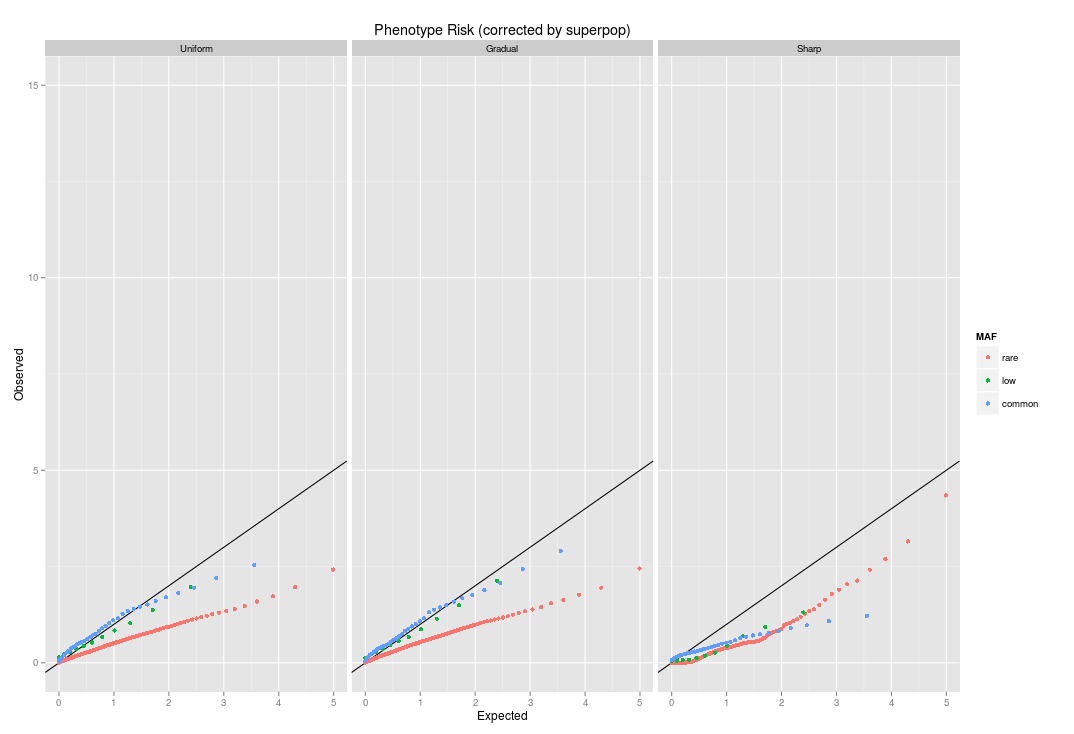 Phenotype Risk (corrected by superpop)
Uniform Gradual Sharp
15
10
5
0
Observed
0 1 2 3 4 5 0 1 2 3 4 5 0 1 2 3 4 5
Expected
MAF
rare
low
common